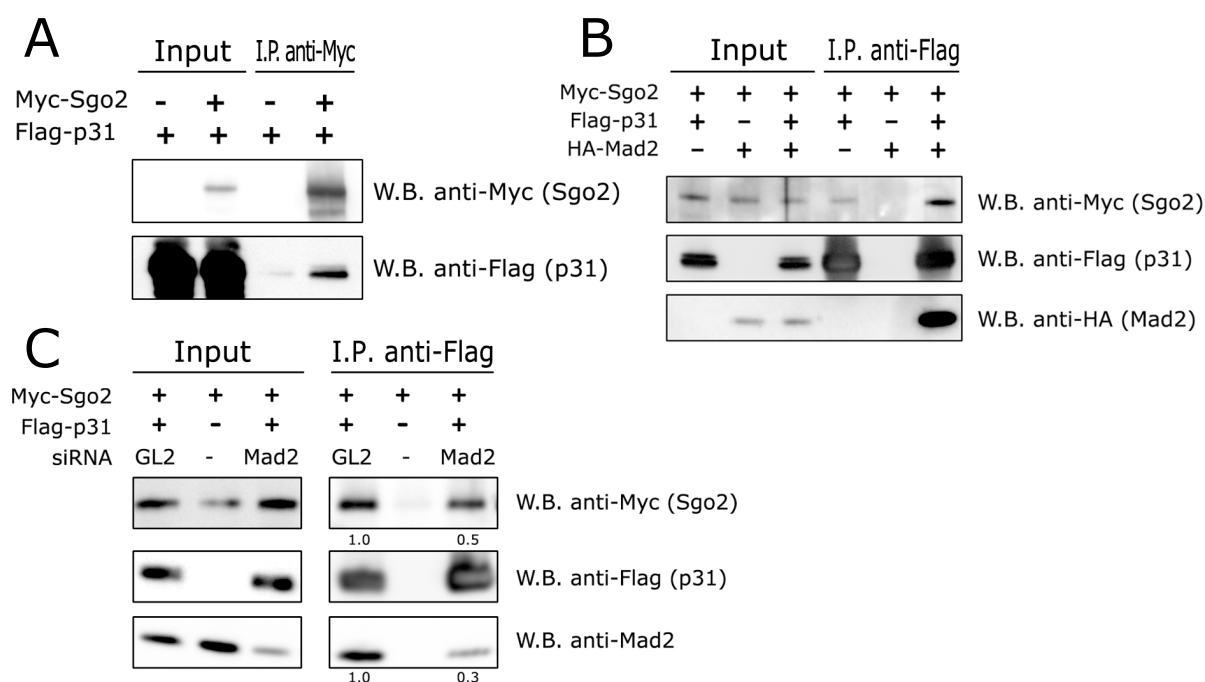 A
Input I.P. anti-Myc
Myc-Sgo2 - + - +
Flag-p31 + + + +
W.B. anti-Myc (Sgo2)
W.B. anti-Flag (p31)
B
Input I.P. anti-Flag
Myc-Sgo2 + + + + + +
Flag-p31 + − + + − +
HA-Mad2 − + + − + +
W.B. anti-Myc (Sgo2)
W.B. anti-Flag (p31)
W.B. anti-HA (Mad2)
C
Input I.P. anti-Flag
Myc-Sgo2 + + + + + +
Flag-p31 + - + + - +
siRNA GL2 - Mad2 GL2 - Mad2
W.B. anti-Myc (Sgo2)
1.0 0.5
W.B. anti-Flag (p31)
W.B. anti-Mad2
1.0 0.3